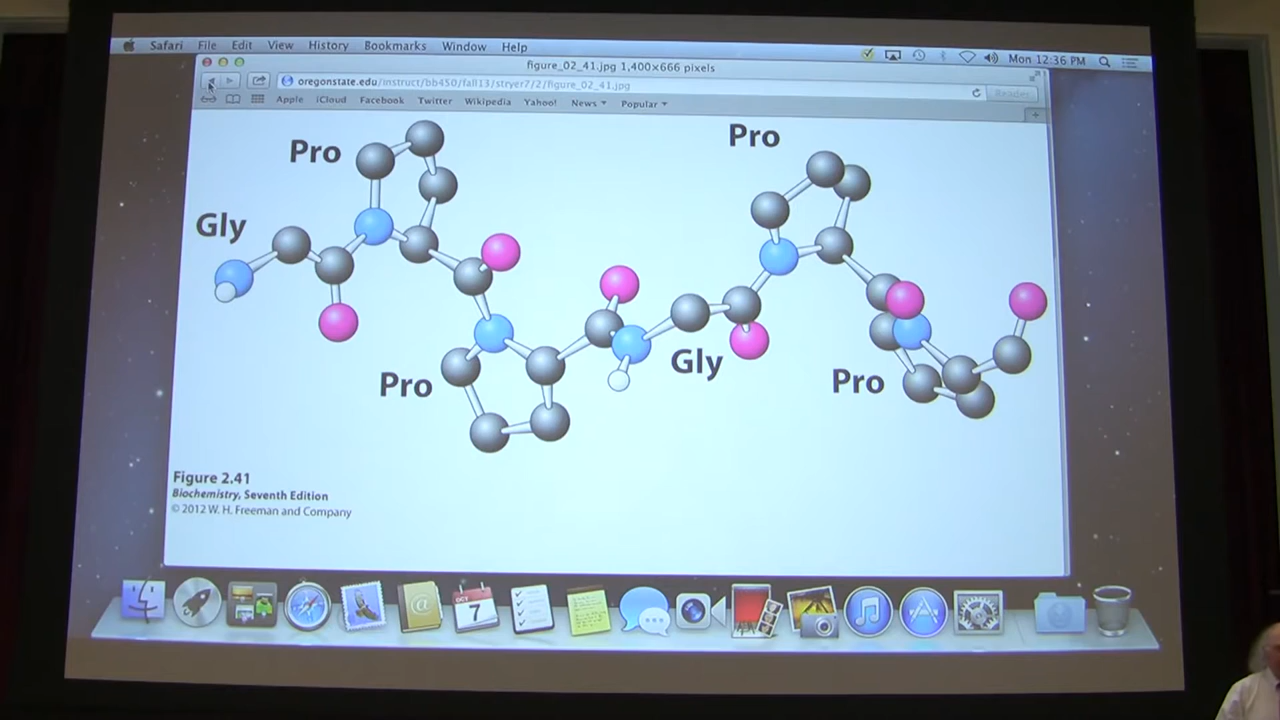 Safari File Edit View History Bookmarks Window Help Mon 12:36 PM
figure_02_41.jpg 1,400×666 pixels
oregonstate.edu/instruct/bb450/fall13/stryer7/2/figure_02_41.jpg Reader
Apple iCloud Facebook Twitter Wikipedia Yahoo! News Popular
Pro
Pro
Gly
Gly
Pro
Pro
Figure 2.41
Biochemistry, Seventh Edition
© 2012 W. H. Freeman and Company
OCT
7